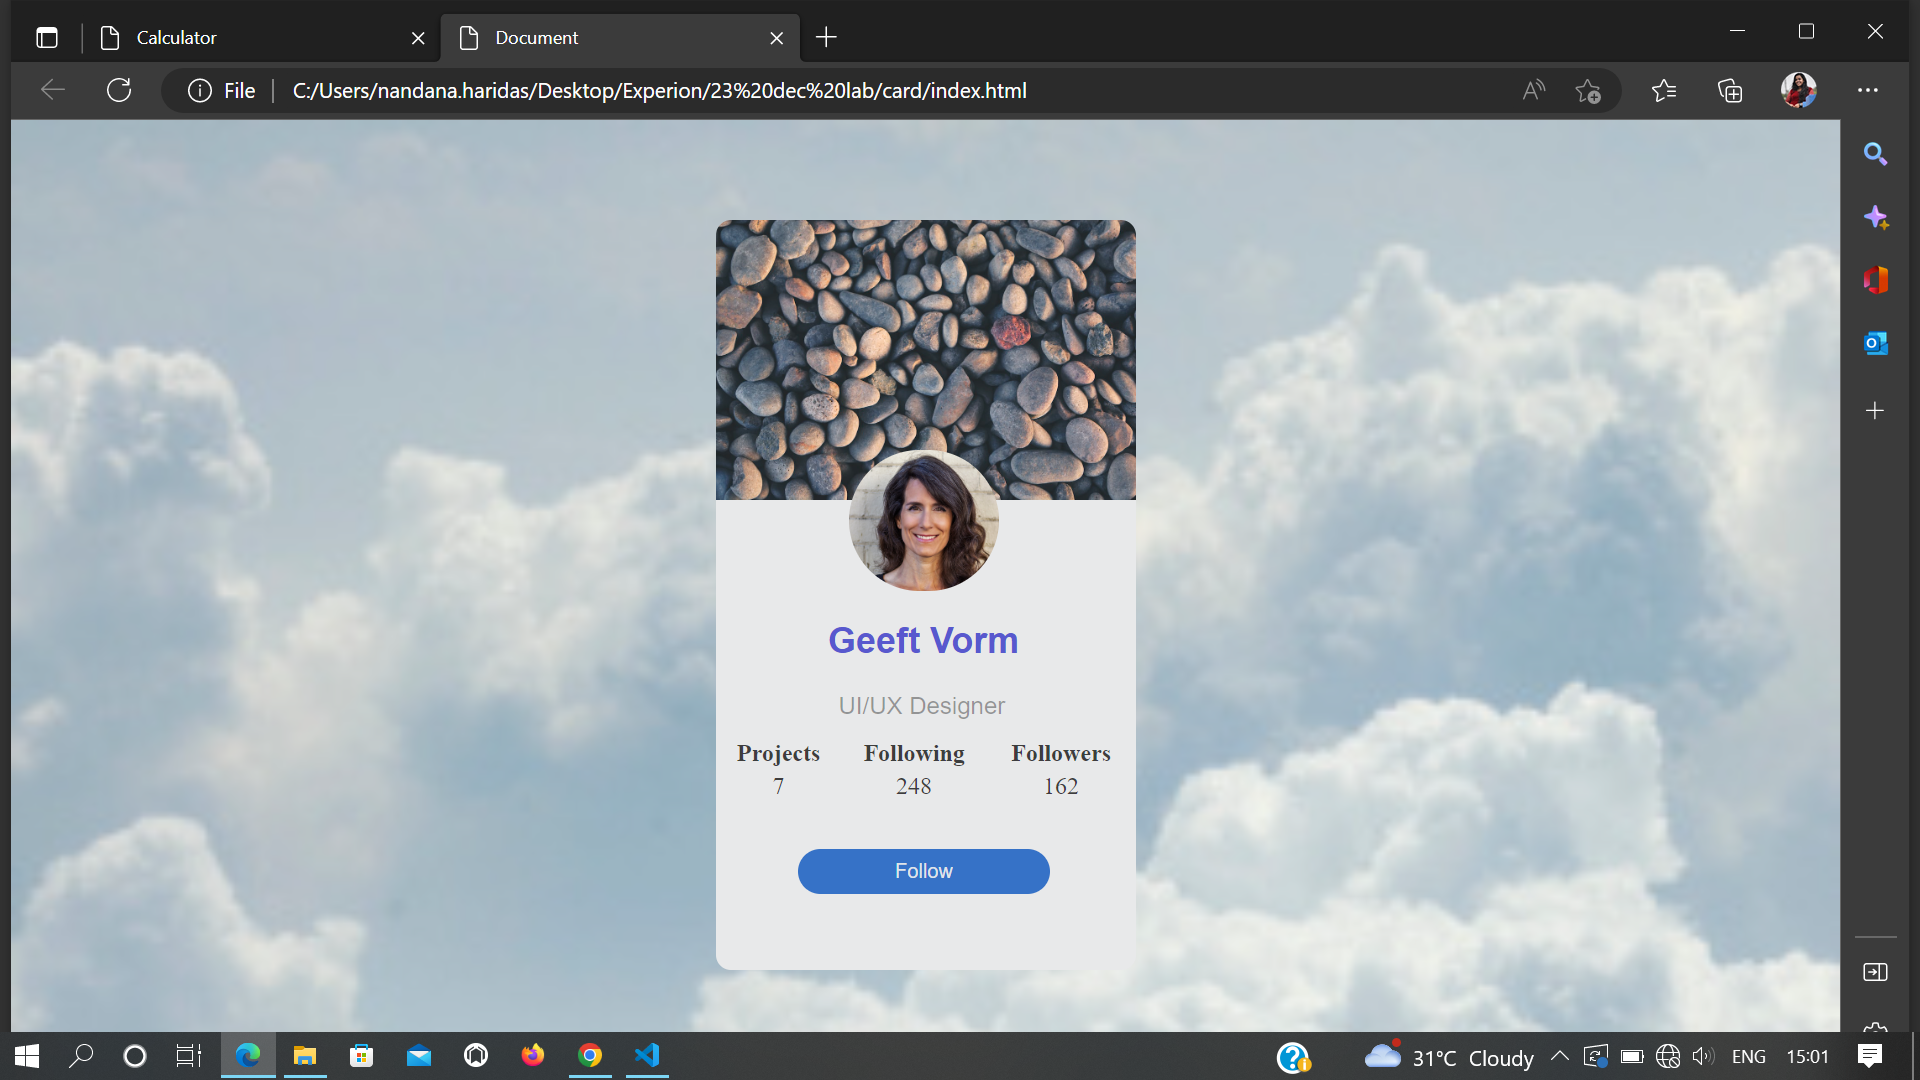 Calculator
Document
File
C:/Users/nandana.haridas/Desktop/Experion/23%20dec%20lab/card/index.html
Geeft Vorm
UI/UX Designer
Projects Following Followers
7 248 162
Follow
31°C Cloudy
ENG
15:01